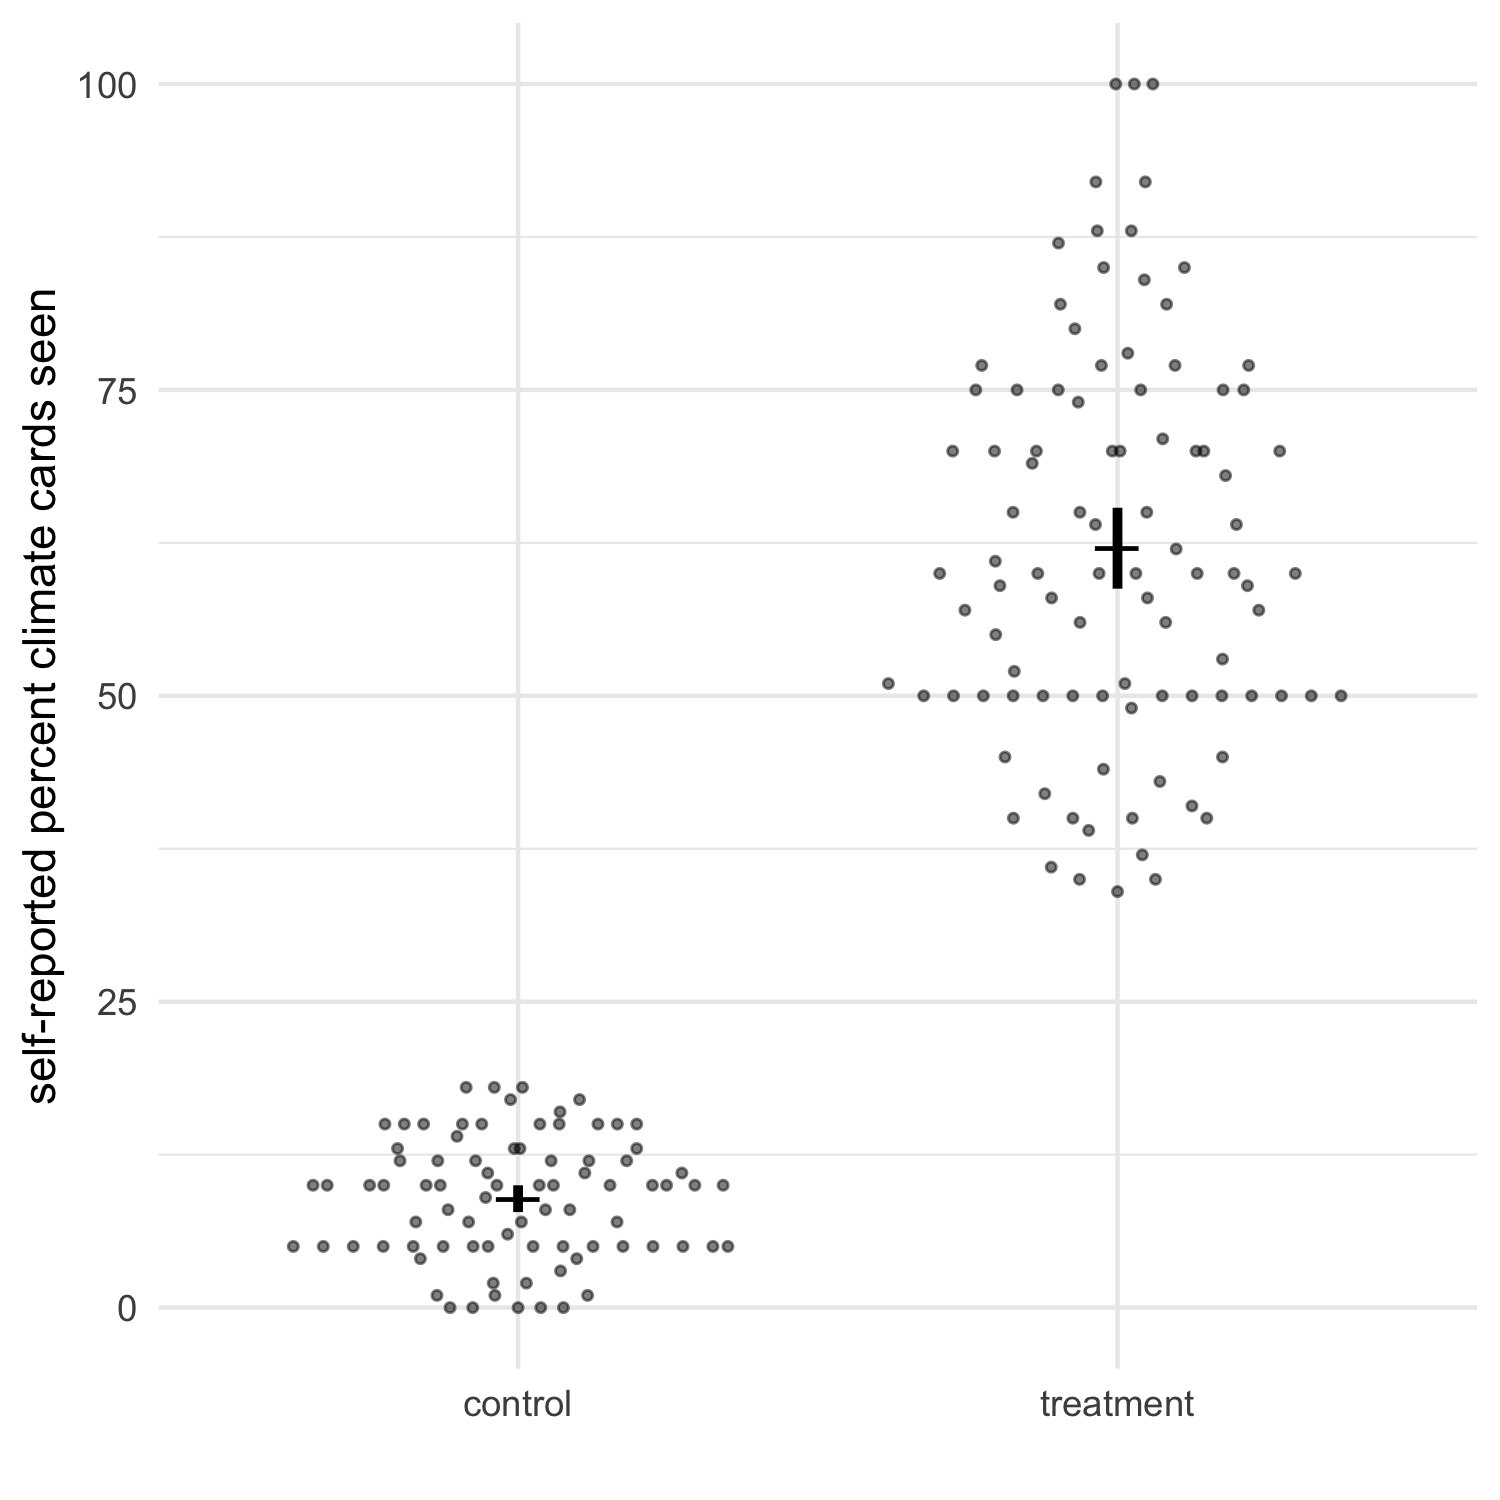 self-reported percent climate cards seen
100
75
50
25
0
control
treatment